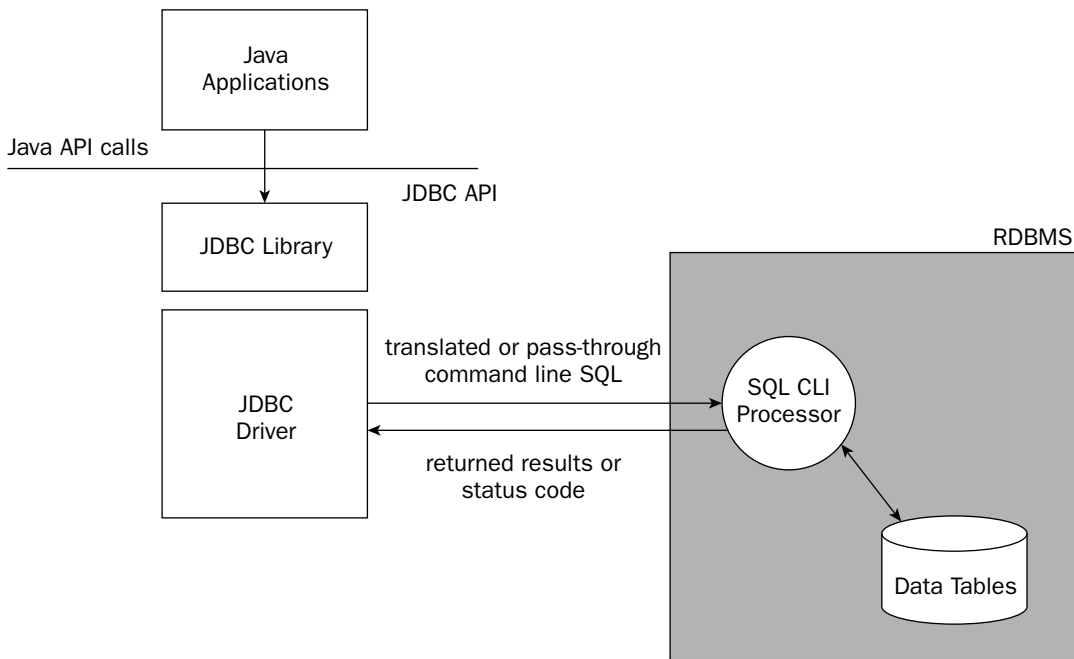 Java
Applications
Java API calls
JDBC API
JDBC Library
RDBMS
translated or pass-through
command line SQL
JDBC
Driver
SQL CLI
Processor
returned results or
status code
Data Tables